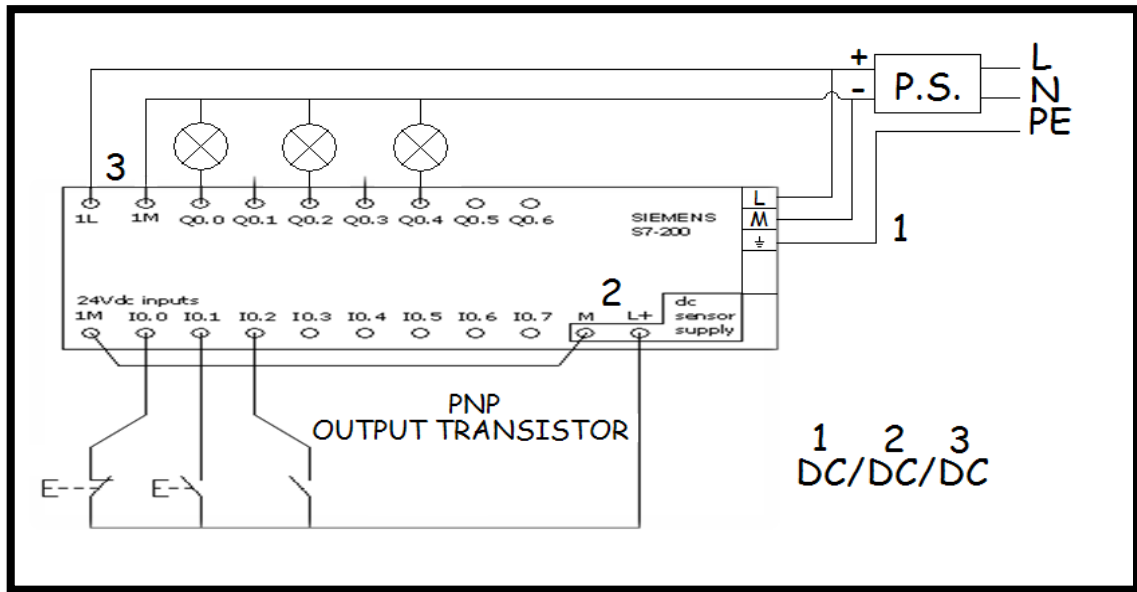 + P.S. L
- N
PE
3
1L 1M Q0.0 Q0.1 Q0.2 Q0.3 Q0.4 Q0.5 Q0.6
SIEMENS
S7-200
L
M
1
24Vdc inputs
1M I0.0 I0.1 I0.2 I0.3 I0.4 I0.5 I0.6 I0.7
2
M L+
dc
sensor
supply
PNP
OUTPUT TRANSISTOR
1 2 3
DC/DC/DC